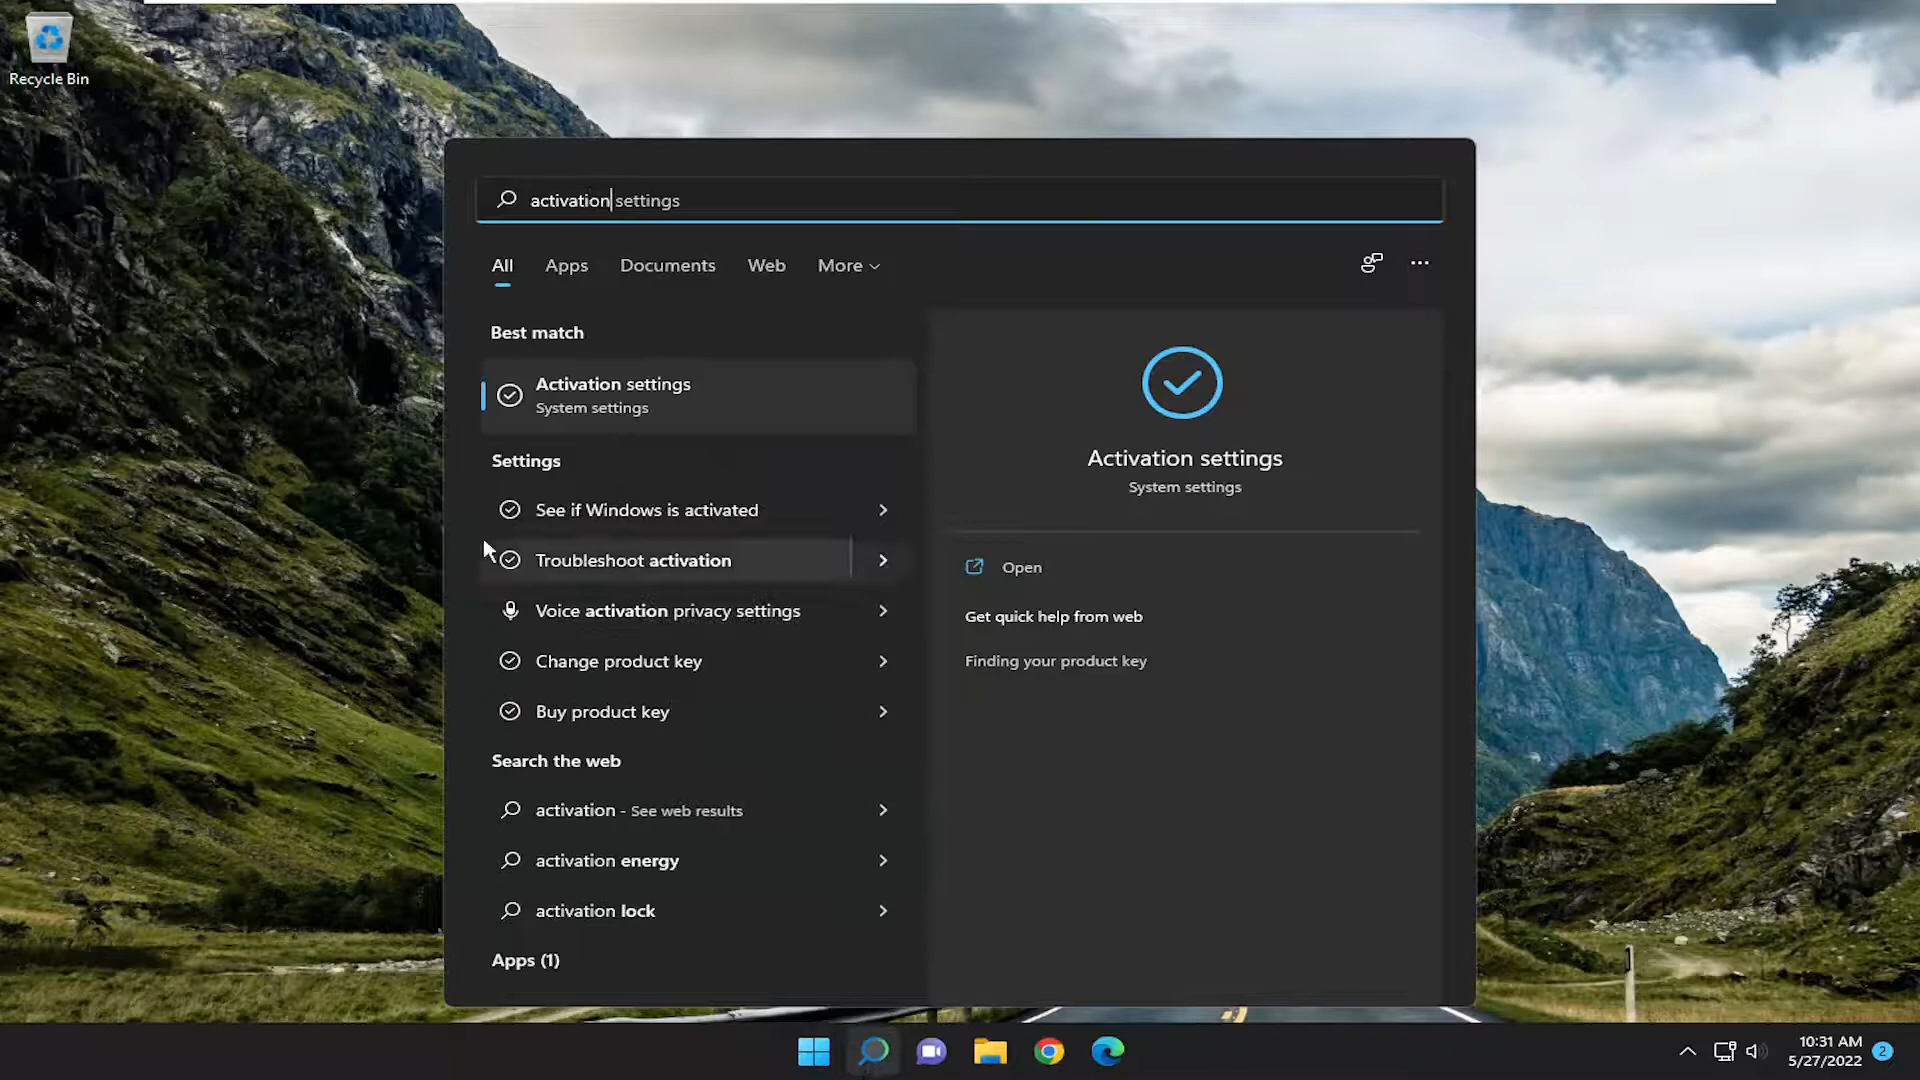 Recycle Bin
activation settings
All Apps Documents Web More
Best match
Activation settings
System settings
Settings
See if Windows is activated
Troubleshoot activation
Voice activation privacy settings
Change product key
Buy product key
Search the web
activation - See web results
activation energy
activation lock
Apps (1)
Activation settings
System settings
Open
Get quick help from web
Finding your product key
10:31 AM
5/27/2022
2